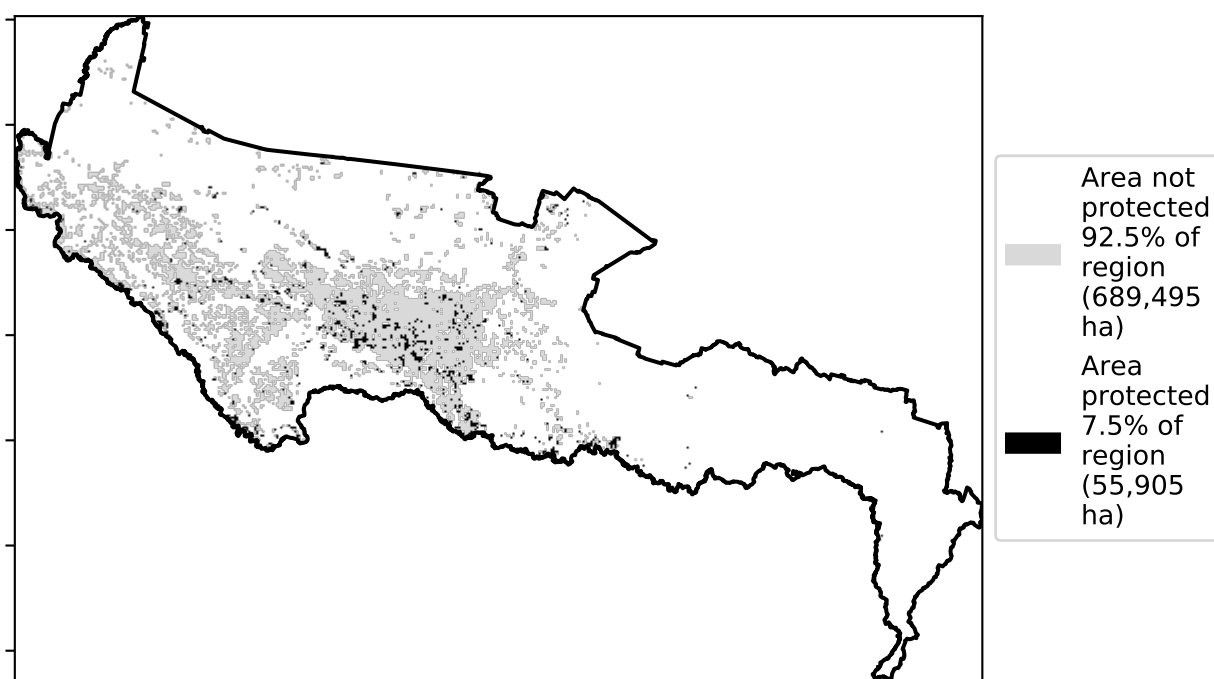 Area not
protected
92.5% of
region
(689,495
ha)
Area
protected
7.5% of
region
(55,905
ha)